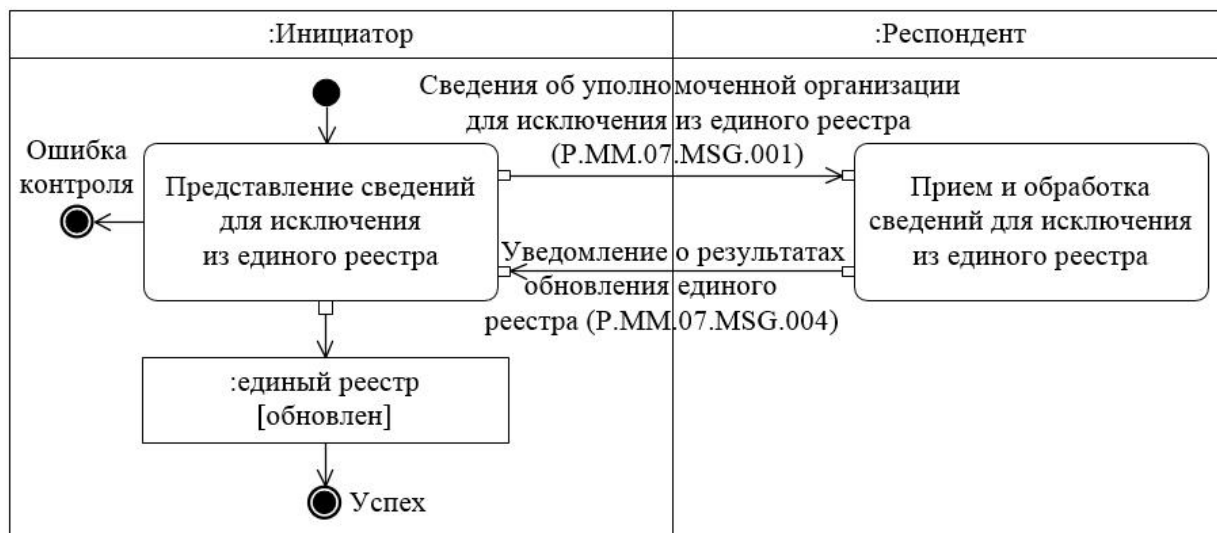 :Инициатор
:Респондент
Сведения об уполномоченной организации
для исключения из единого реестра
(P.MM.07.MSG.001)
Ошибка
контроля
Представление сведений
для исключения
из единого реестра
Прием и обработка
сведений для исключения
из единого реестра
Уведомление о результатах
обновления единого
реестра (P.MM.07.MSG.004)
:единый реестр
[обновлен]
Успех